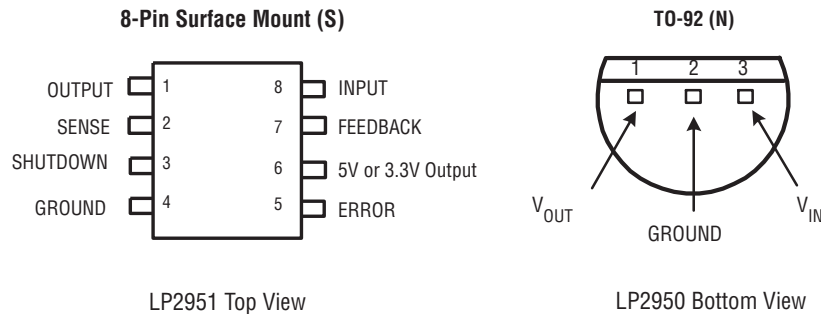 8-Pin Surface Mount (S)
OUTPUT 1
SENSE 2
SHUTDOWN 3
GROUND 4
8 INPUT
7 FEEDBACK
6 5V or 3.3V Output
5 ERROR
LP2951 Top View
TO-92 (N)
1 2 3
VOUT
GROUND
VIN
LP2950 Bottom View